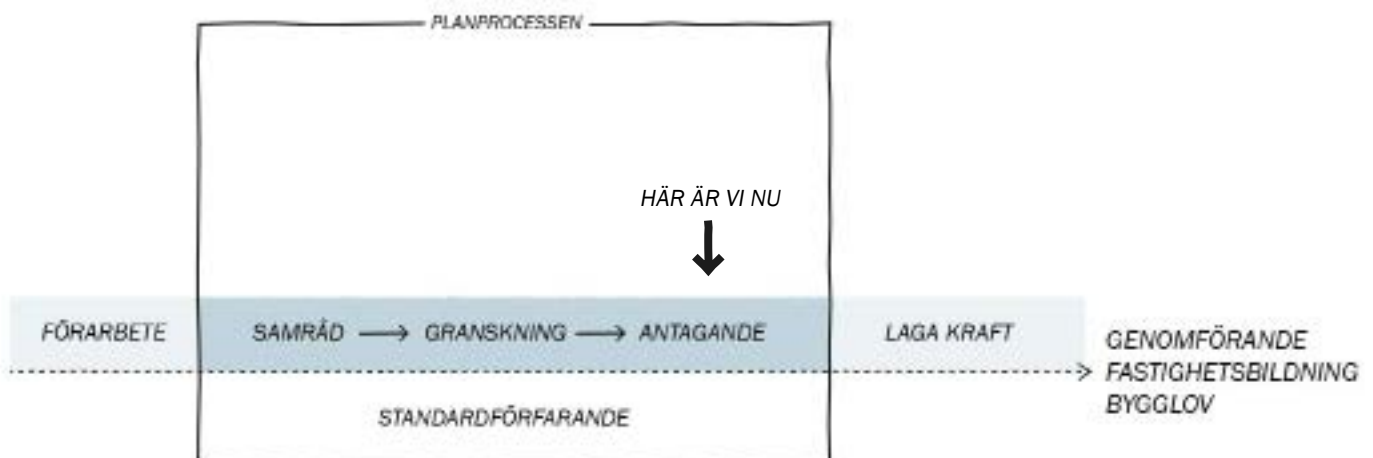 PLANPROCESSEN
HÄR ÄR VI NU
FÖRARBETE
SAMRÅD
GRANSKNING
ANTAGANDE
LAGA KRAFT
GENOMFÖRANDE
FASTIGHETSBILDNING
BYGGLOV
STANDARDFÖRFARANDE